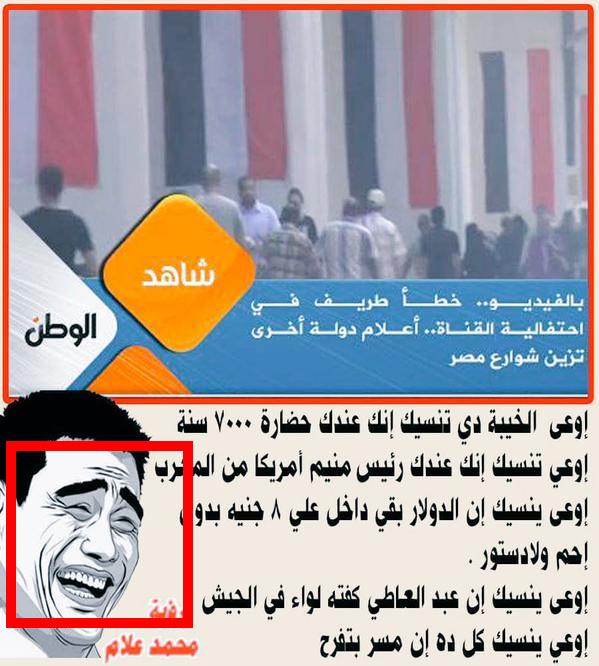 شاهد
الوطن
بالفيديو.. خطأ طريف في
احتفالية القناة.. أعلام دولة أخرى
تزين شوارع مصر
إوعى الخيبة دي تنسيك إنك عندك حضارة ٧٠٠٠ سنة
إوعي تنسيك إنك عندك رئيس منيم أمريكا من المغرب
إوعى ينسيك إن الدولار بقي داخل علي ٨ جنيه بدون
إحم ولادستور .
إوعى ينسيك إن عبد العاطي كفته لواء في الجيش
إوعي ينسيك كل ده إن مسر بتفرح
محمد علام